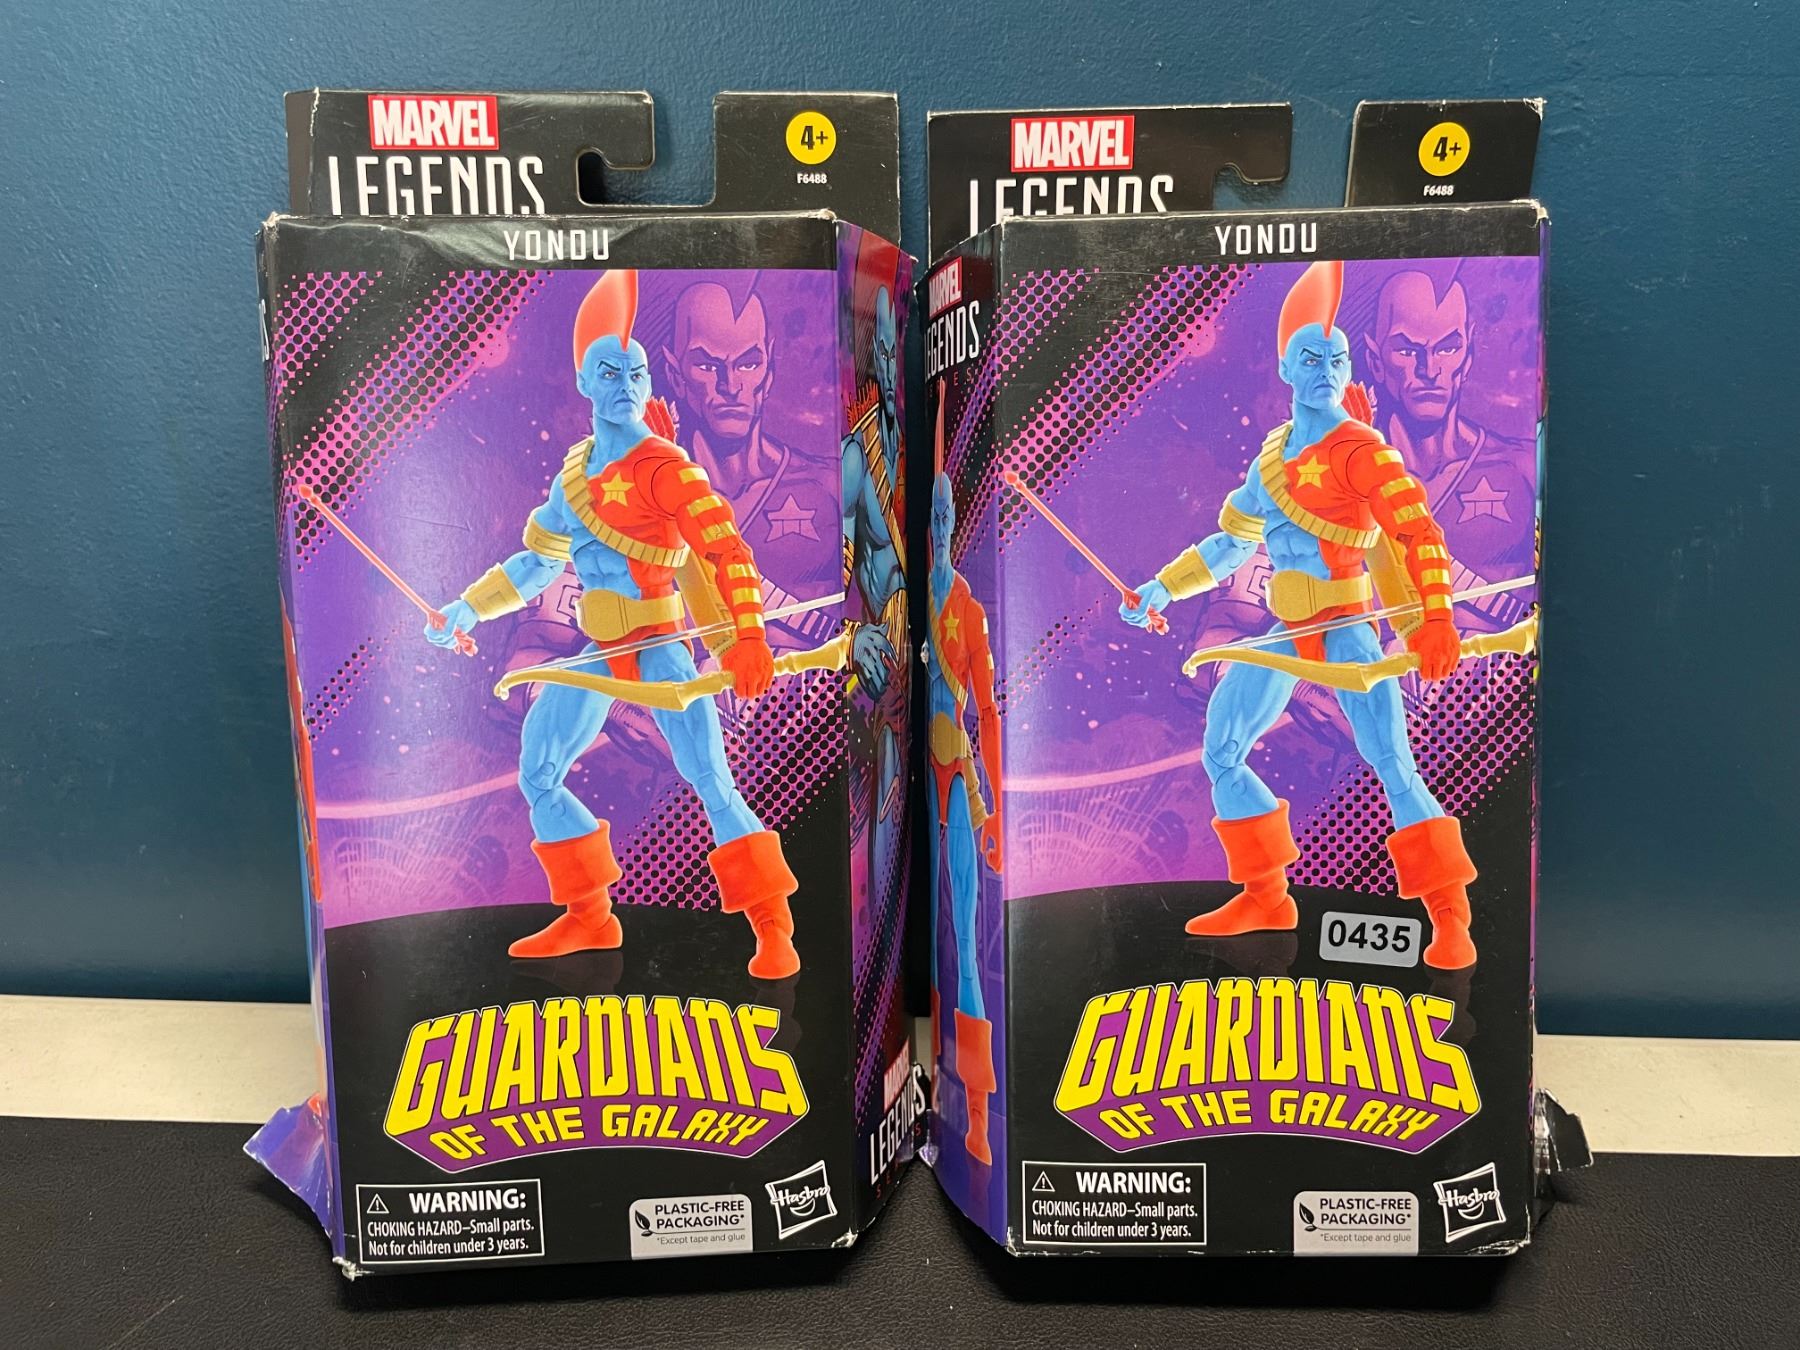 MARVEL
LEGENDS
4+
F6488
YONDU
GUARDIANS
OF THE GALAXY
WARNING:
CHOKING HAZARD–Small parts.
Not for children under 3 years.
PLASTIC-FREE
PACKAGING*
*Except tape and glue
Hasbro
MARVEL
LEGENDS
SERIES
MARVEL
LEGENDS
4+
F6488
YONDU
MARVEL
LEGENDS
0435
GUARDIANS
OF THE GALAXY
WARNING:
CHOKING HAZARD–Small parts.
Not for children under 3 years.
PLASTIC-FREE
PACKAGING*
*Except tape and glue
Hasbro